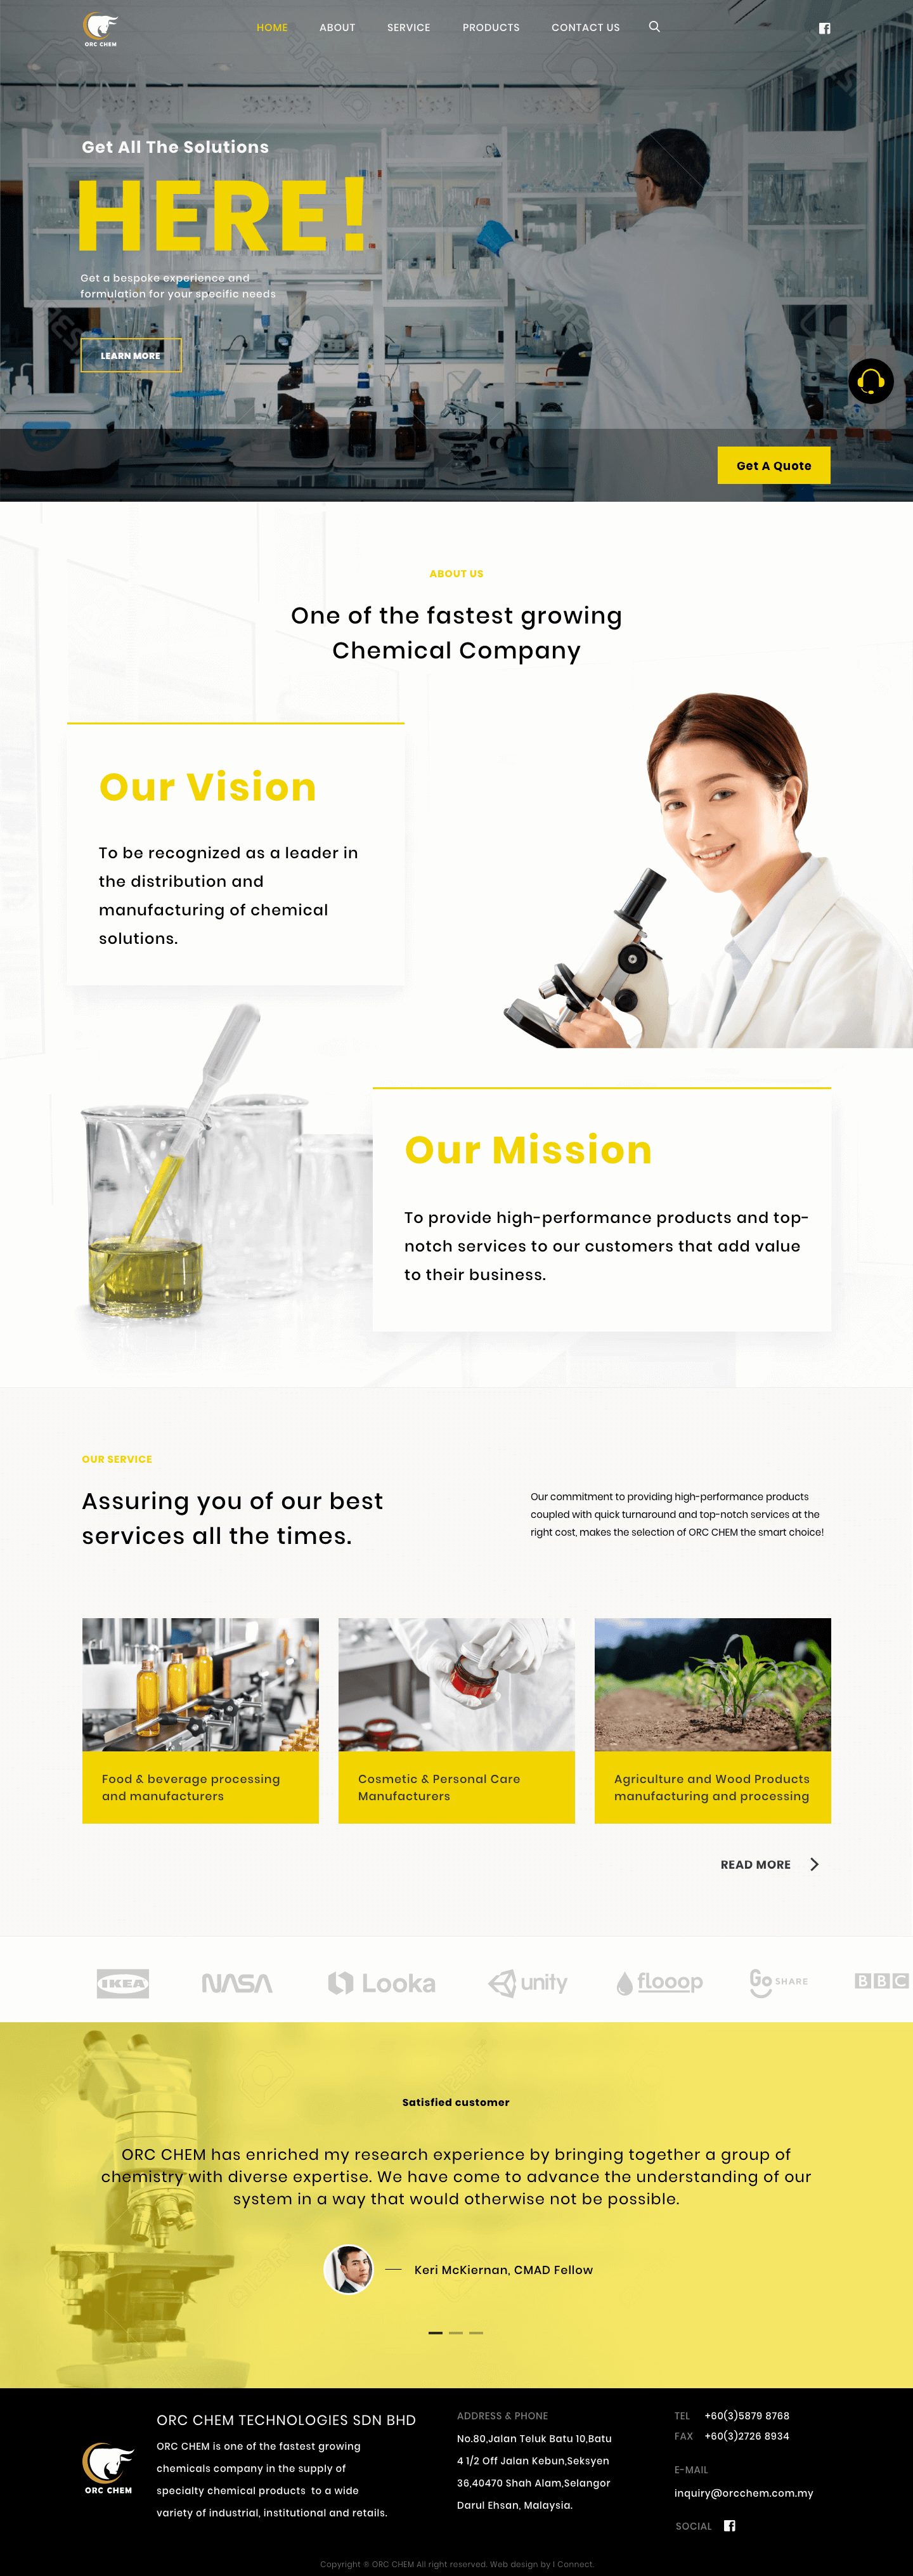 ORC CHEM
HOME ABOUT SERVICE PRODUCTS CONTACT US
Get All The Solutions
HERE!
Get a bespoke experience and
formulation for your specific needs
LEARN MORE
Get A Quote
ABOUT US
One of the fastest growing
Chemical Company
Our Vision
To be recognized as a leader in
the distribution and
manufacturing of chemical
solutions.
Our Mission
To provide high-performance products and top-
notch services to our customers that add value
to their business.
OUR SERVICE
Assuring you of our best
services all the times.
Our commitment to providing high-performance products
coupled with quick turnaround and top-notch services at the
right cost, makes the selection of ORC CHEM the smart choice!
Food & beverage processing
and manufacturers
Cosmetic & Personal Care
Manufacturers
Agriculture and Wood Products
manufacturing and processing
READ MORE
IKEA NASA Looka unity flooop Go SHARE BBC
Satisfied customer
ORC CHEM has enriched my research experience by bringing together a group of
chemistry with diverse expertise. We have come to advance the understanding of our
system in a way that would otherwise not be possible.
Keri McKiernan, CMAD Fellow
ORC CHEM
ORC CHEM TECHNOLOGIES SDN BHD
ORC CHEM is one of the fastest growing
chemicals company in the supply of
specialty chemical products to a wide
variety of industrial, institutional and retails.
ADDRESS & PHONE
No.80,Jalan Teluk Batu 10,Batu
4 1/2 Off Jalan Kebun,Seksyen
36,40470 Shah Alam,Selangor
Darul Ehsan, Malaysia.
TEL +60(3)5879 8768
FAX +60(3)2726 8934
E-MAIL
inquiry@orcchem.com.my
SOCIAL
Copyright ® ORC CHEM All right reserved. Web design by I Connect.